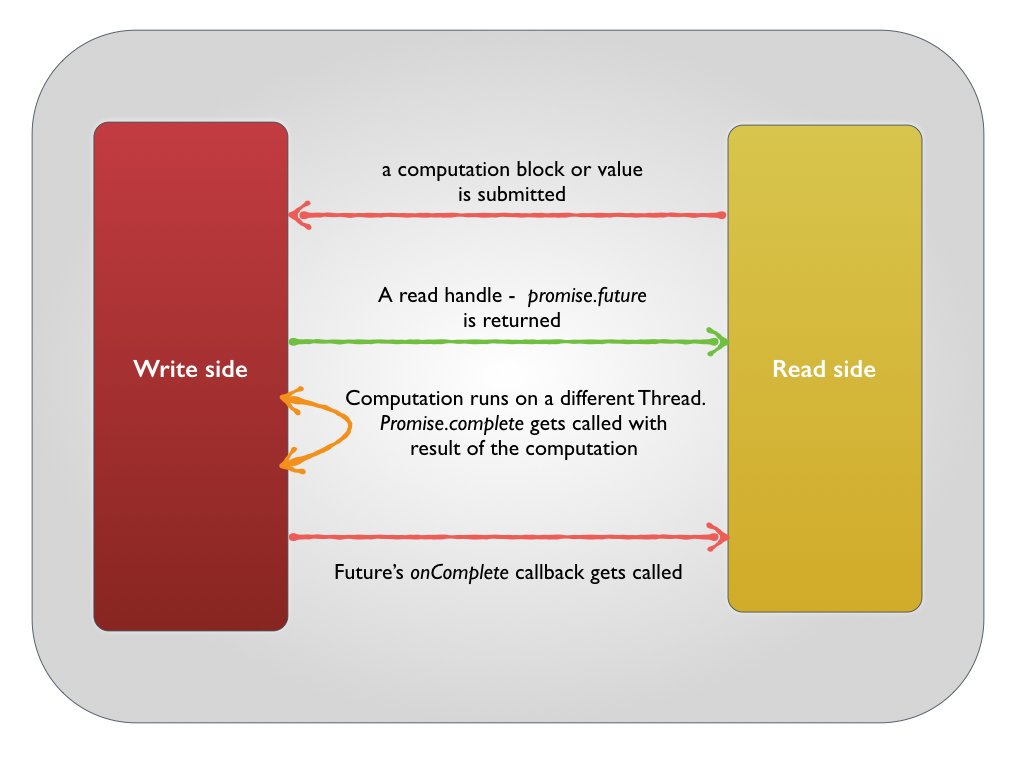 a computation block or value
is submitted
A read handle - promise.future
is returned
Write side
Read side
Computation runs on a different Thread.
Promise.complete gets called with
result of the computation
Future’s onComplete callback gets called